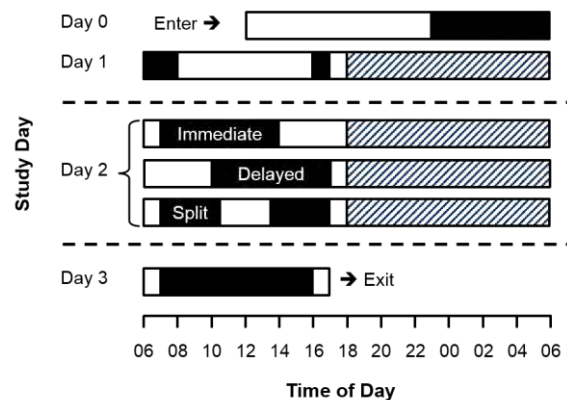 Day 0 Enter ➔
Day 1
Study Day
Day 2
Immediate
Delayed
Split
Day 3 ➔ Exit
06 08 10 12 14 16 18 20 22 00 02 04 06
Time of Day